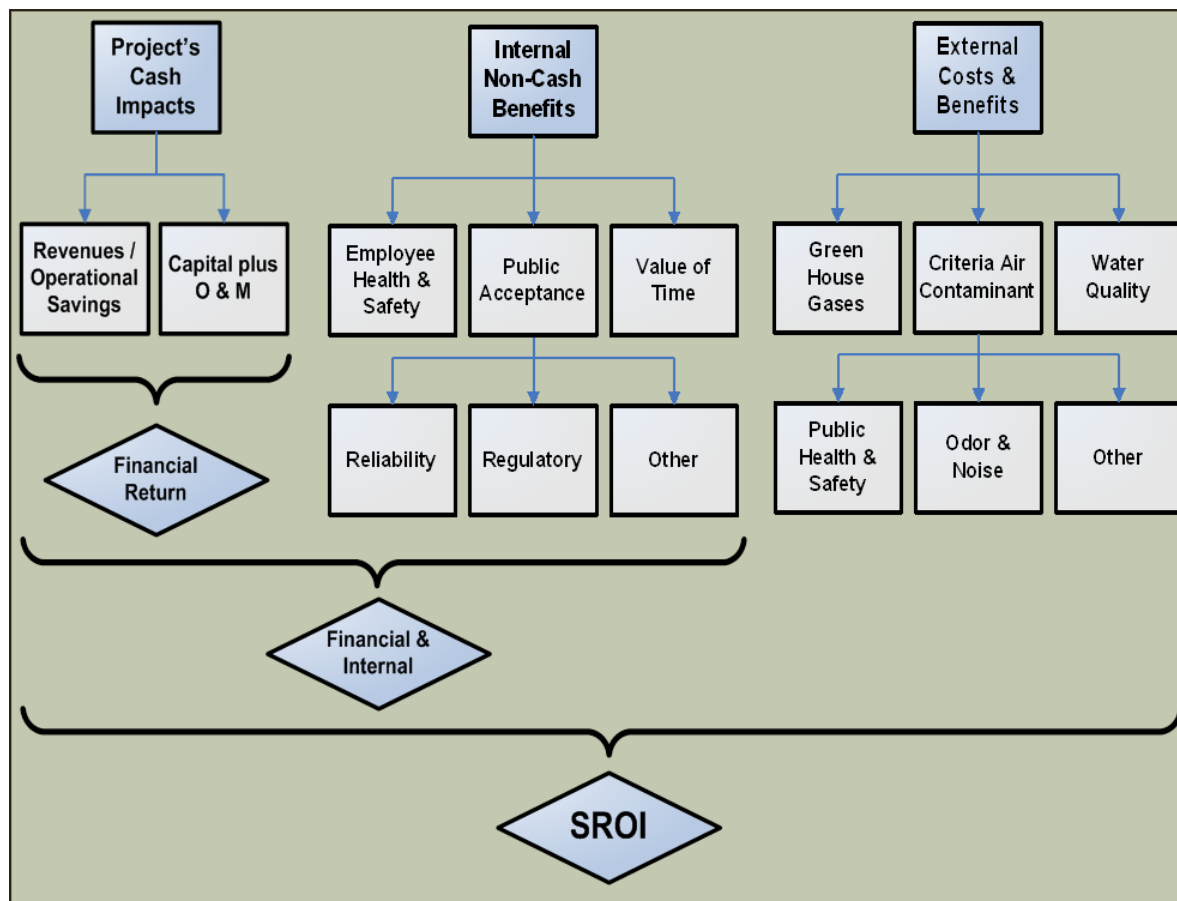 Project's
Cash
Impacts
Internal
Non-Cash
Benefits
External
Costs &
Benefits
Revenues /
Operational
Savings
Capital plus
O & M
Employee
Health &
Safety
Public
Acceptance
Value of
Time
Green
House
Gases
Criteria Air
Contaminant
Water
Quality
Reliability
Regulatory
Other
Public
Health &
Safety
Odor &
Noise
Other
Financial
Return
Financial &
Internal
SROI